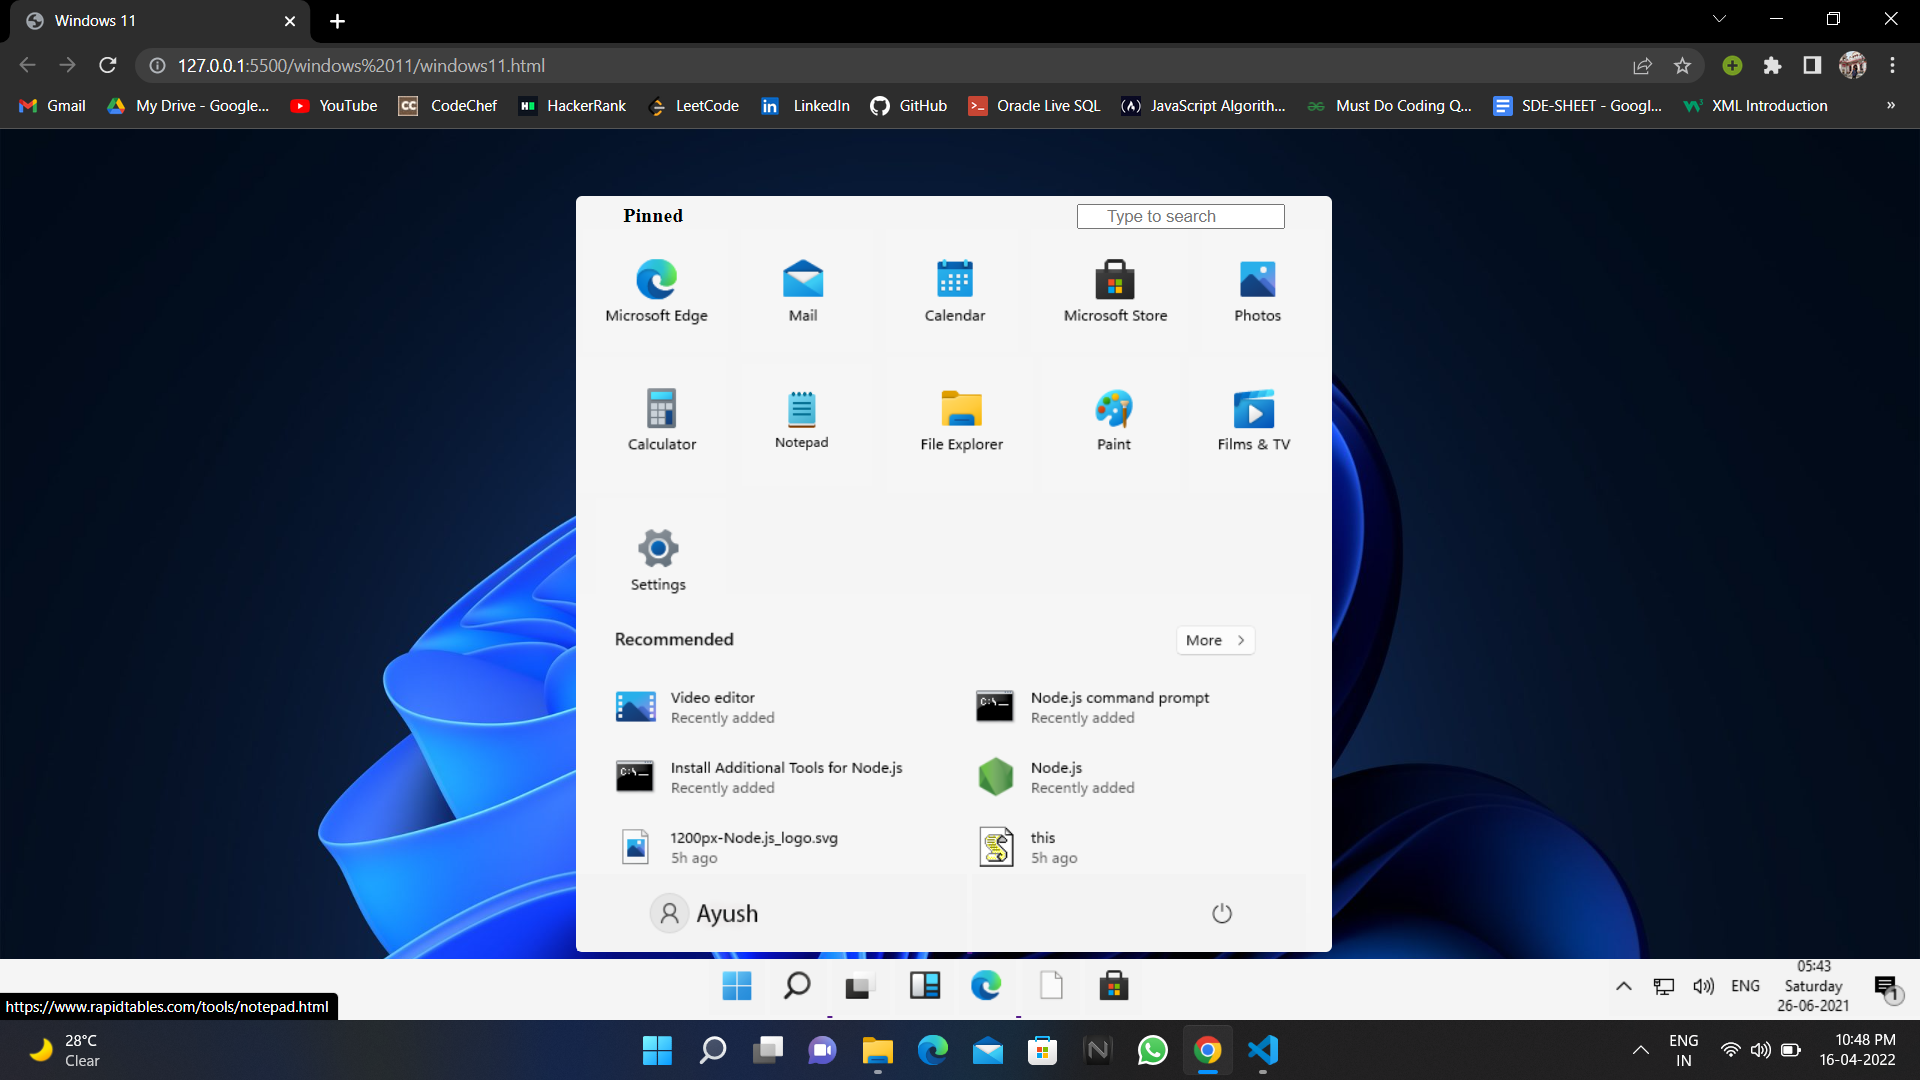 Windows 11
127.0.0.1:5500/windows%2011/windows11.html
Gmail
My Drive - Google...
YouTube
CC
CodeChef
HackerRank
LeetCode
in
LinkedIn
GitHub
Oracle Live SQL
JavaScript Algorith...
Must Do Coding Q...
SDE-SHEET - Googl...
XML Introduction
»
Pinned
Type to search
Microsoft Edge
Mail
Calendar
Microsoft Store
Photos
Calculator
Notepad
File Explorer
Paint
Films & TV
Settings
Recommended
More
Video editor
Recently added
Node.js command prompt
Recently added
Install Additional Tools for Node.js
Recently added
Node.js
Recently added
1200px-Node.js_logo.svg
5h ago
this
5h ago
Ayush
ENG
05:43
Saturday
26-06-2021
1
https://www.rapidtables.com/tools/notepad.html
28°C
Clear
N
ENG
IN
10:48 PM
16-04-2022